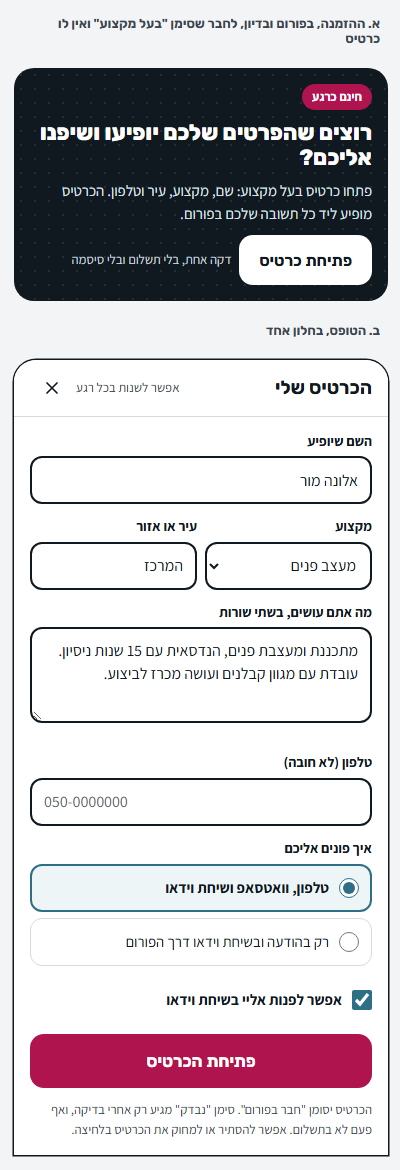 א. ההזמנה, בפורום ובדיון, לחבר שסימן "בעל מקצוע" ואין לו
כרטיס
חינם כרגע
רוצים שהפרטים שלכם יופיעו ושיפנו
אליכם?
פתחו כרטיס בעל מקצוע: שם, מקצוע, עיר וטלפון. הכרטיס
מופיע ליד כל תשובה שלכם בפורום.
פתיחת כרטיס
דקה אחת, בלי תשלום ובלי סיסמה
ב. הטופס, בחלון אחד
הכרטיס שלי
אפשר לשנות בכל רגע
השם שיופיע
אלונה מור
מקצוע
עיר או אזור
מעצב פנים
המרכז
מה אתם עושים, בשתי שורות
מתכננת ומעצבת פנים, הנדסאית עם 15 שנות ניסיון.
עובדת עם מגוון קבלנים ועושה מכרז לביצוע.
טלפון (לא חובה)
050-0000000
איך פונים אליכם
טלפון, וואטסאפ ושיחת וידאו
רק בהודעה ובשיחת וידאו דרך הפורום
אפשר לפנות אליי בשיחת וידאו
פתיחת הכרטיס
הכרטיס יסומן "חבר בפורום". סימן "נבדק" מגיע רק אחרי בדיקה, ואף
פעם לא בתשלום. אפשר להסתיר או למחוק את הכרטיס בלחיצה.